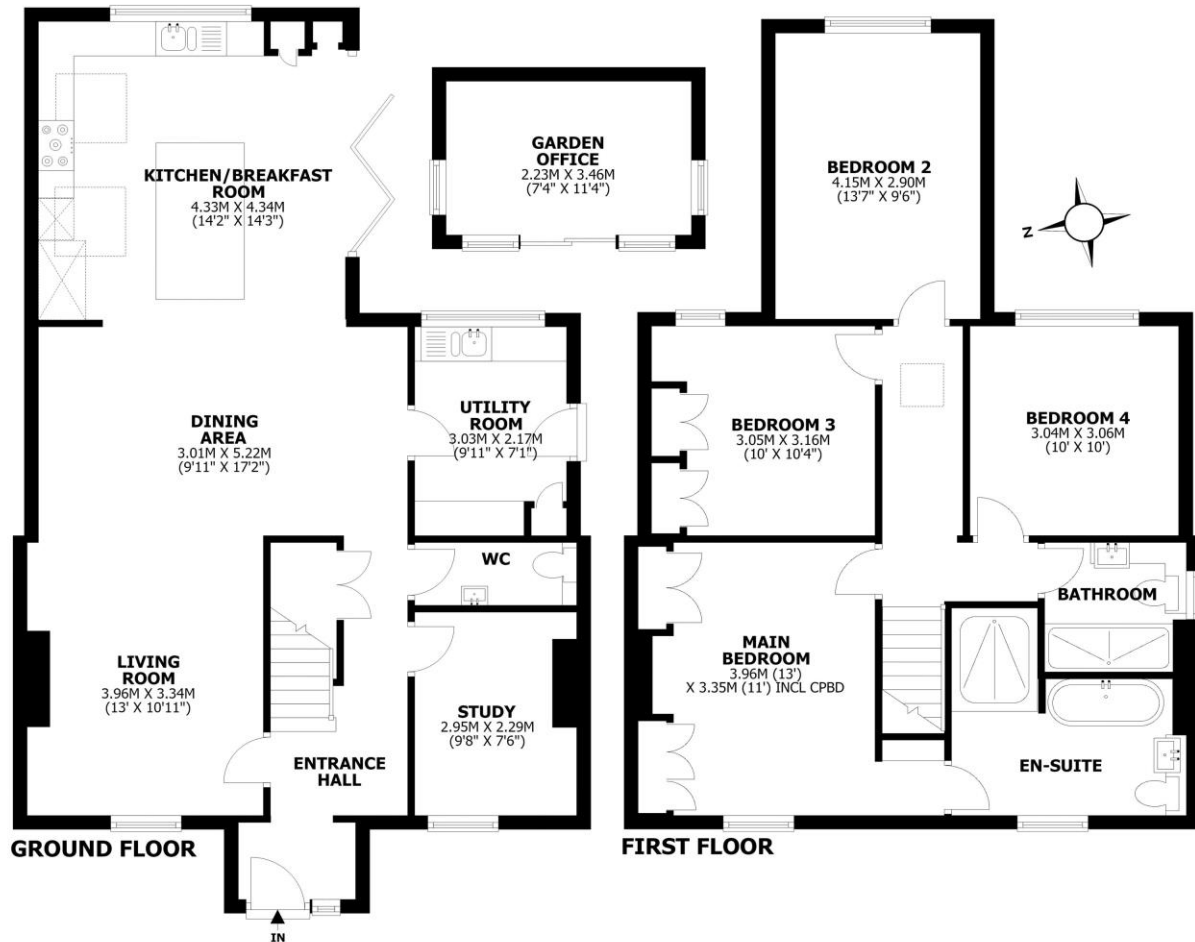 KITCHEN/BREAKFAST
ROOM
4.33M X 4.34M
(14'2" X 14'3")
DINING
AREA
3.01M X 5.22M
(9'11" X 17'2")
UTILITY
ROOM
3.03M X 2.17M
(9'11" X 7'1")
WC
LIVING
ROOM
3.96M X 3.34M
(13' X 10'11")
STUDY
2.95M X 2.29M
(9'8" X 7'6")
ENTRANCE
HALL
GROUND FLOOR
IN
GARDEN
OFFICE
2.23M X 3.46M
(7'4" X 11'4")
BEDROOM 2
4.15M X 2.90M
(13'7" X 9'6")
Z
BEDROOM 3
3.05M X 3.16M
(10' X 10'4")
BEDROOM 4
3.04M X 3.06M
(10' X 10')
BATHROOM
MAIN
BEDROOM
3.96M (13')
X 3.35M (11') INCL CPBD
EN-SUITE
FIRST FLOOR